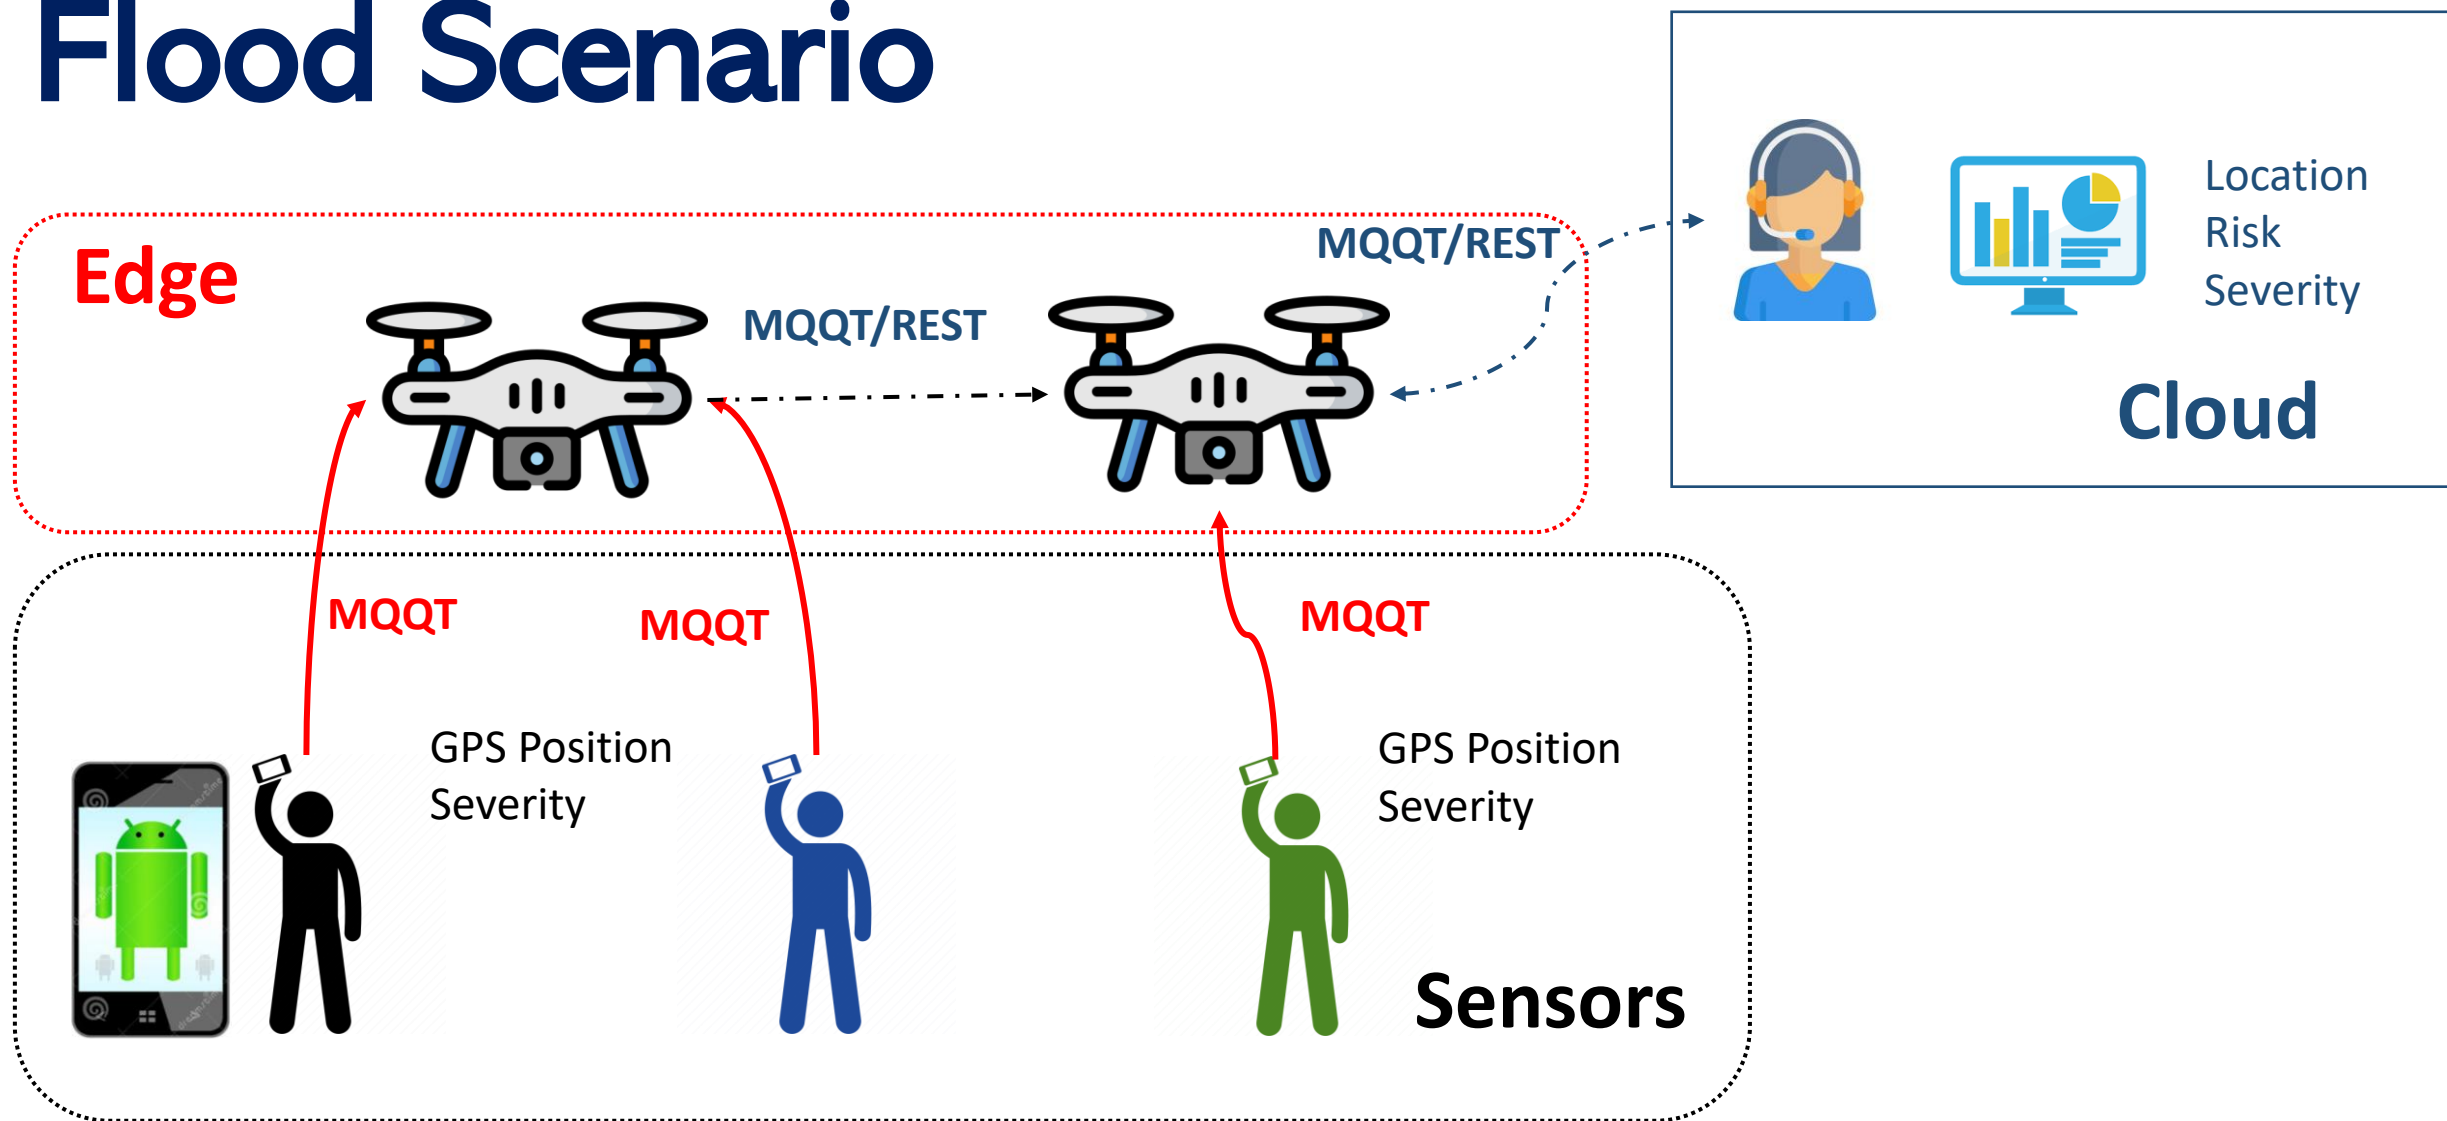 Flood Scenario
Edge
MQQT/REST
MQQT/REST
Location
Risk
Severity
Cloud
MQQT
MQQT
MQQT
GPS Position
Severity
GPS Position
Severity
Sensors